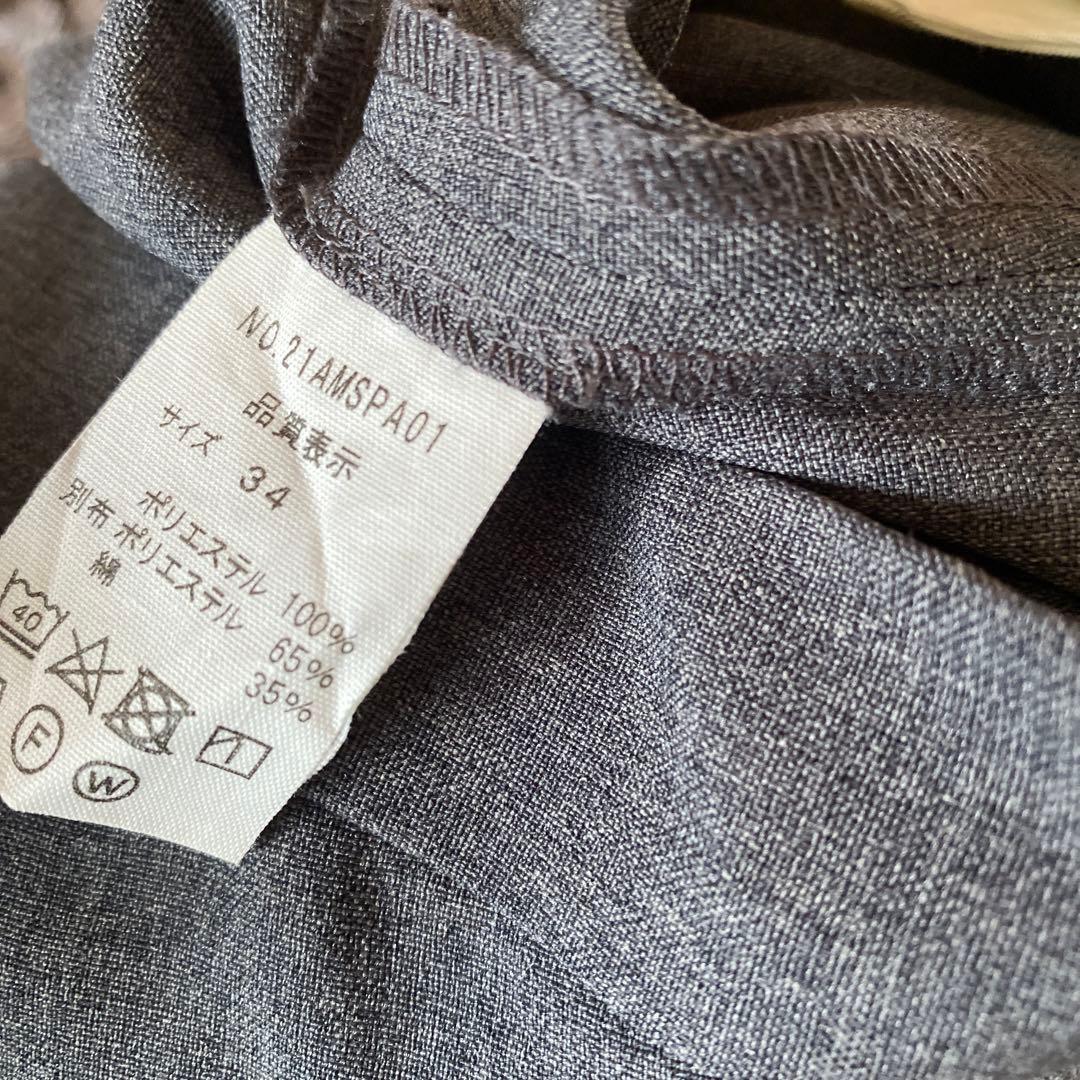 NO.21AMSPA01
品質表示
サイズ 34
ポリエステル 100%
別布 ポリエステル 65%
綿 35%
40
F
W